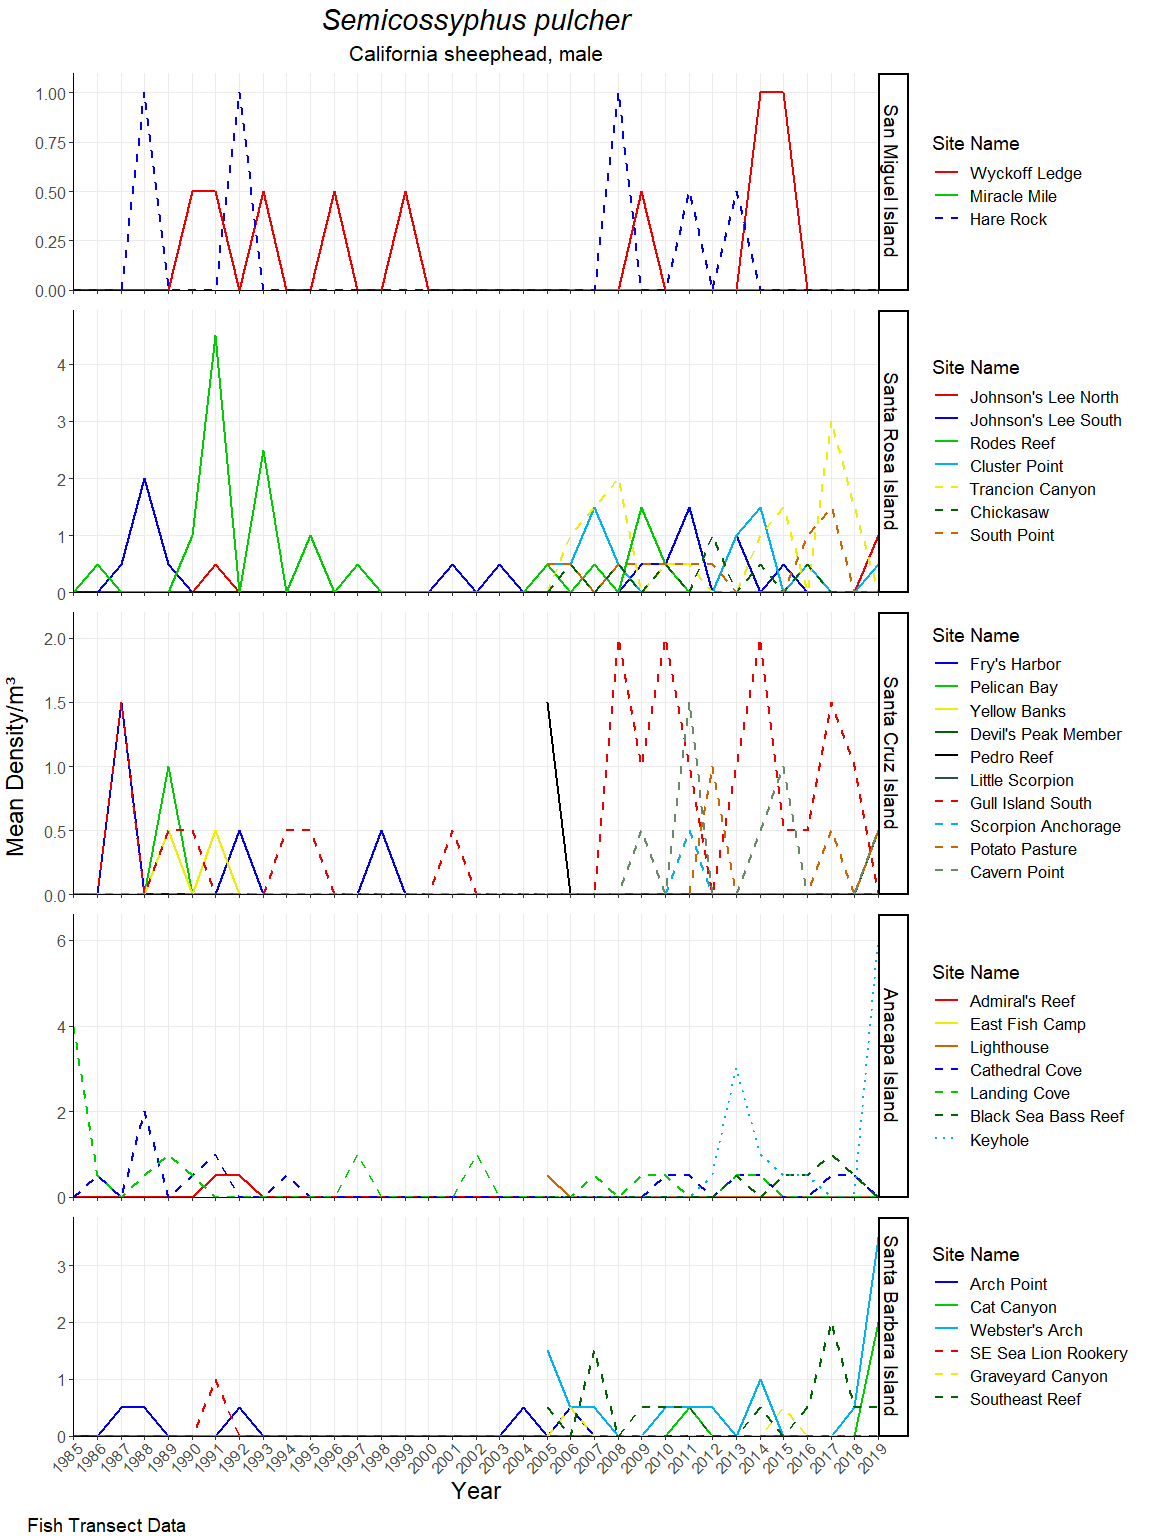 Semicossyphus pulcher
California sheephead, male
Mean Density/m³
1.00
0.75
0.50
0.25
0.00
San Miguel Island
Site Name
Wyckoff Ledge
Miracle Mile
Hare Rock
4
3
2
1
0
Santa Rosa Island
Site Name
Johnson's Lee North
Johnson's Lee South
Rodes Reef
Cluster Point
Trancion Canyon
Chickasaw
South Point
2.0
1.5
1.0
0.5
0.0
Santa Cruz Island
Site Name
Fry's Harbor
Pelican Bay
Yellow Banks
Devil's Peak Member
Pedro Reef
Little Scorpion
Gull Island South
Scorpion Anchorage
Potato Pasture
Cavern Point
6
4
2
0
Anacapa Island
Site Name
Admiral's Reef
East Fish Camp
Lighthouse
Cathedral Cove
Landing Cove
Black Sea Bass Reef
Keyhole
3
2
1
0
Santa Barbara Island
Site Name
Arch Point
Cat Canyon
Webster's Arch
SE Sea Lion Rookery
Graveyard Canyon
Southeast Reef
1985 1986 1987 1988 1989 1990 1991 1992 1993 1994 1995 1996 1997 1998 1999 2000 2001 2002 2003 2004 2005 2006 2007 2008 2009 2010 2011 2012 2013 2014 2015 2016 2017 2018 2019
Year
Fish Transect Data